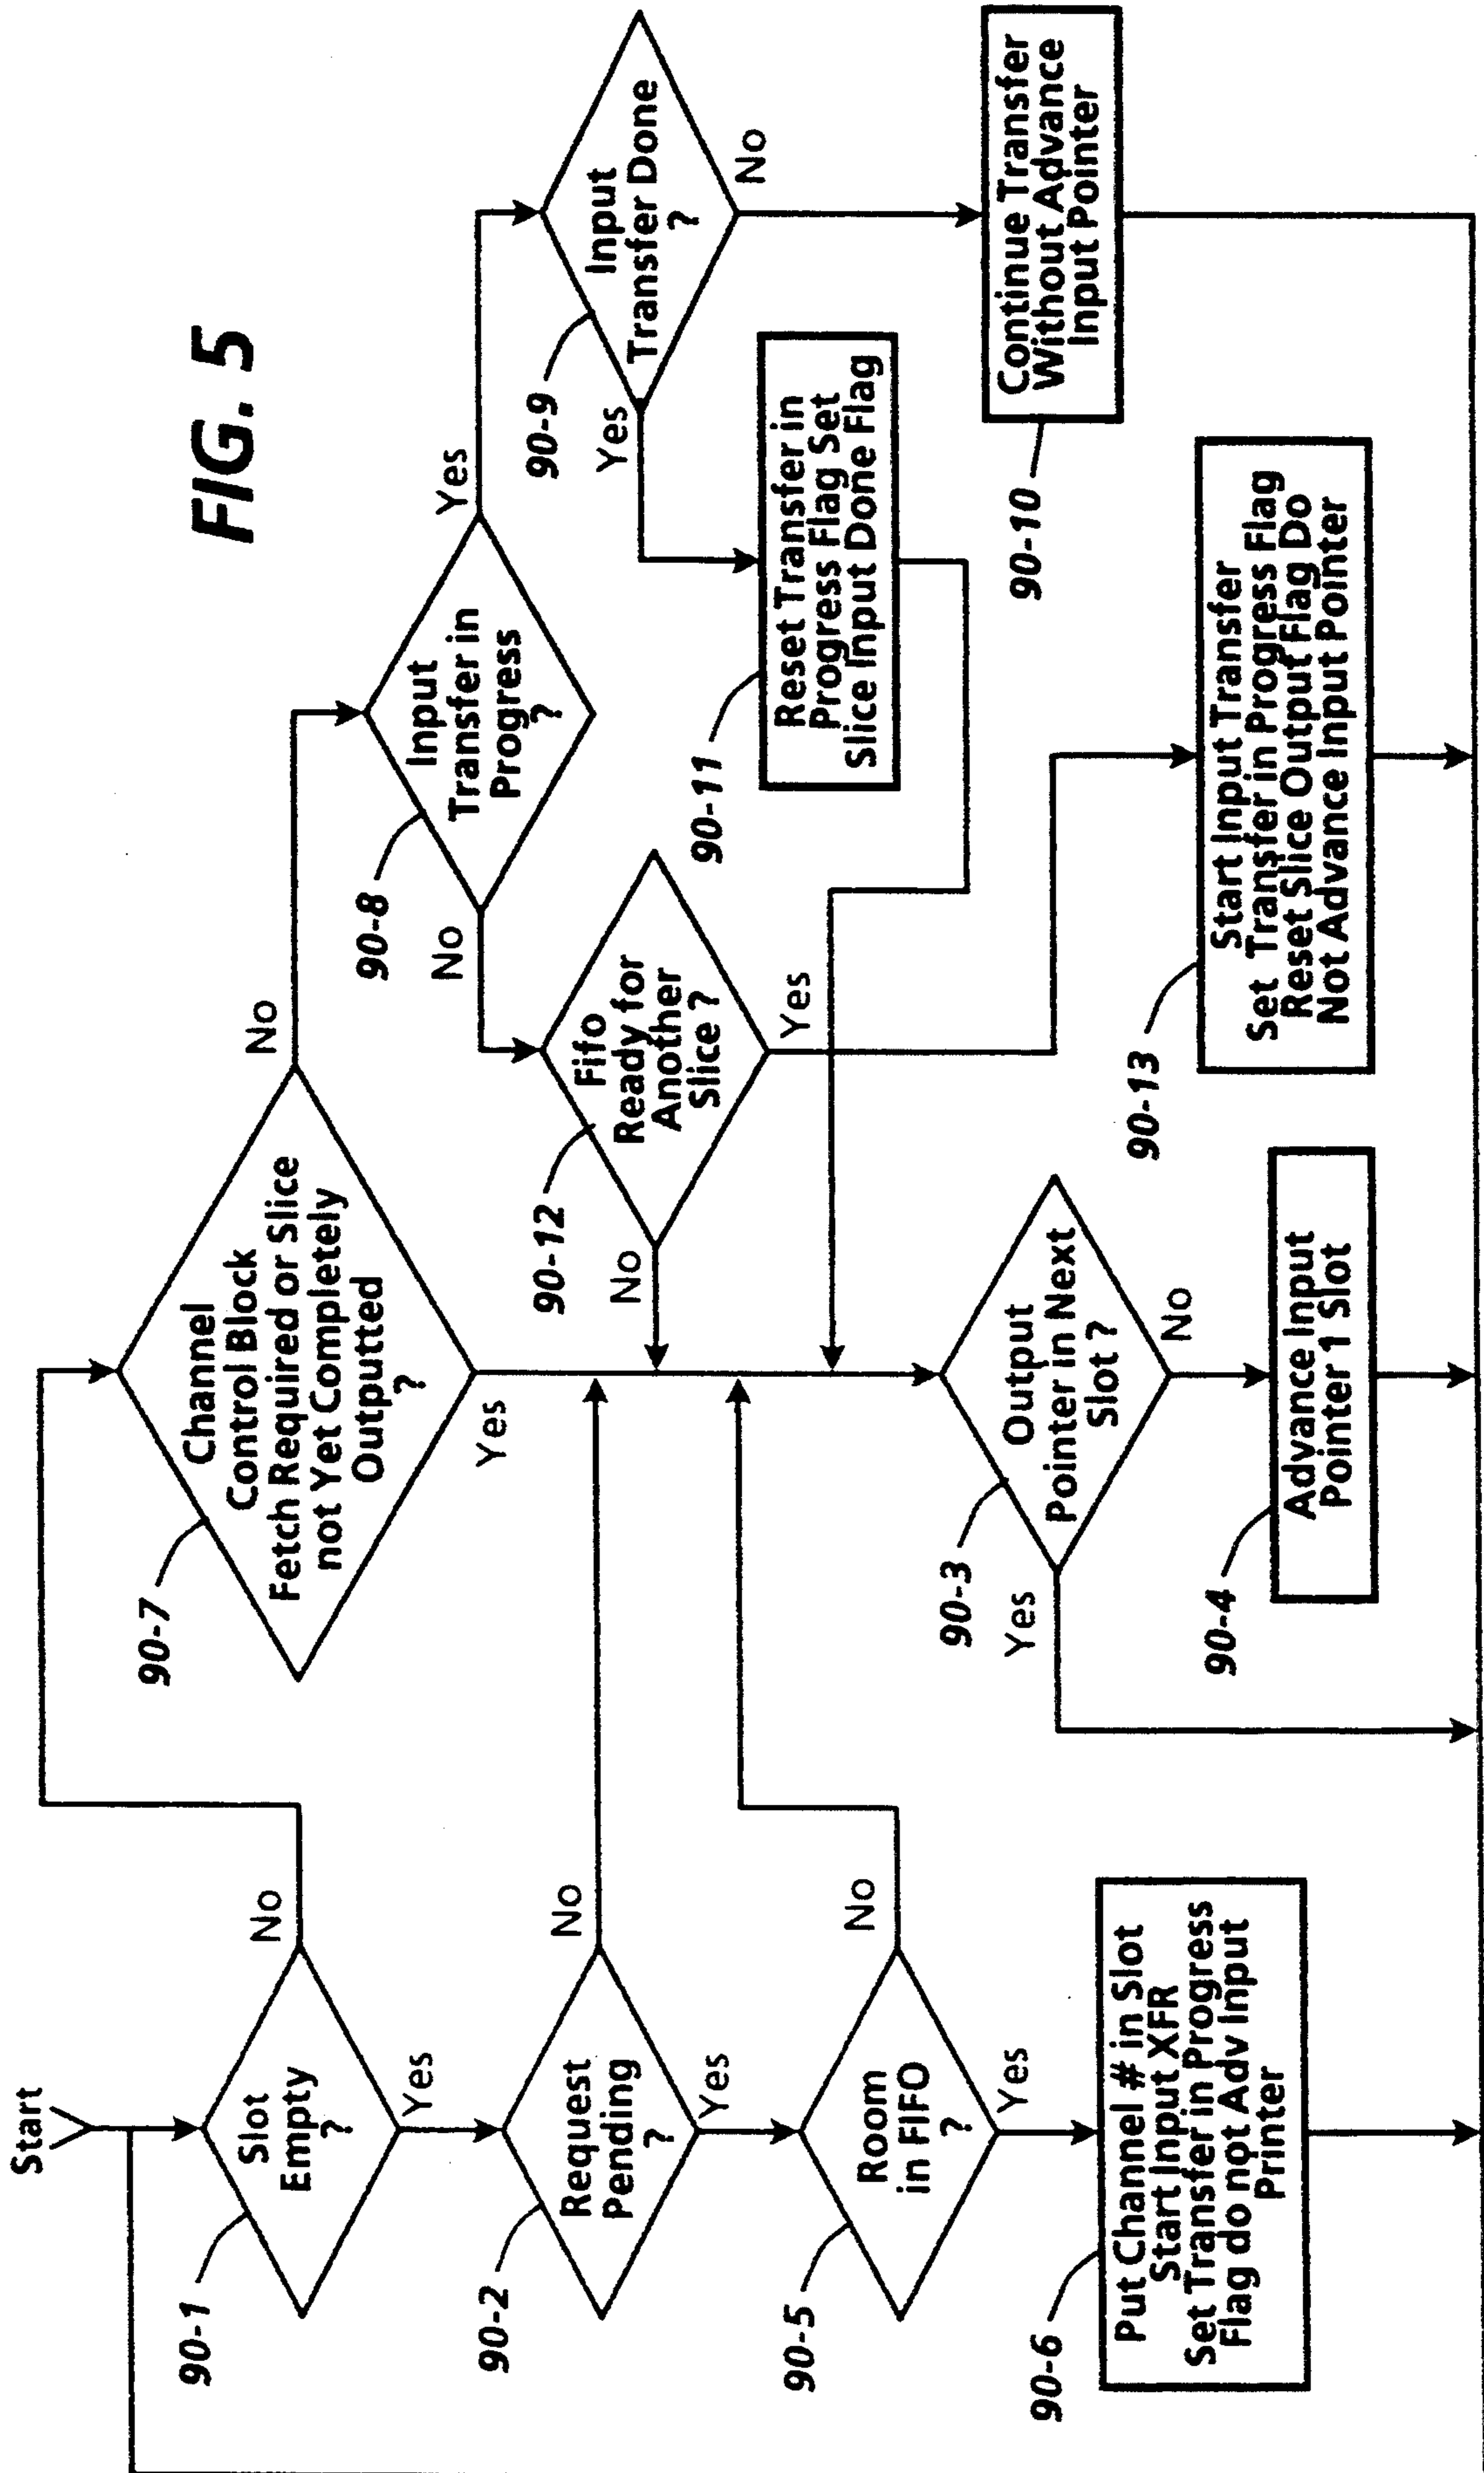 FIG. 5
Start
90-1
Slot
Empty
?
No
Yes
90-2
Request
Pending
?
No
Yes
90-5
Room
in FIFO
?
No
Yes
90-6
Put Channel # in Slot
Start Input XFR
Set Transfer in Progress
Flag do not Adv Input
Printer
90-7
Channel
Control Block
Fetch Required or Slice
not Yet Completely
Outputted
?
No
Yes
90-8
Input
Transfer in
Progress
?
Yes
No
90-9
Input
Transfer Done
?
Yes
No
90-12
Fifo
Ready for
Another
Slice ?
No
Yes
90-11
Reset Transfer in
Progress Flag Set
Slice Input Done Flag
90-10
Continue Transfer
Without Advance
Input Pointer
90-3
Output
Pointer in Next
Slot ?
Yes
No
90-4
Advance Input
Pointer 1 Slot
90-13
Start Input Transfer
Set Transfer in Progress Flag
Reset Slice Output Flag Do
Not Advance Input Pointer